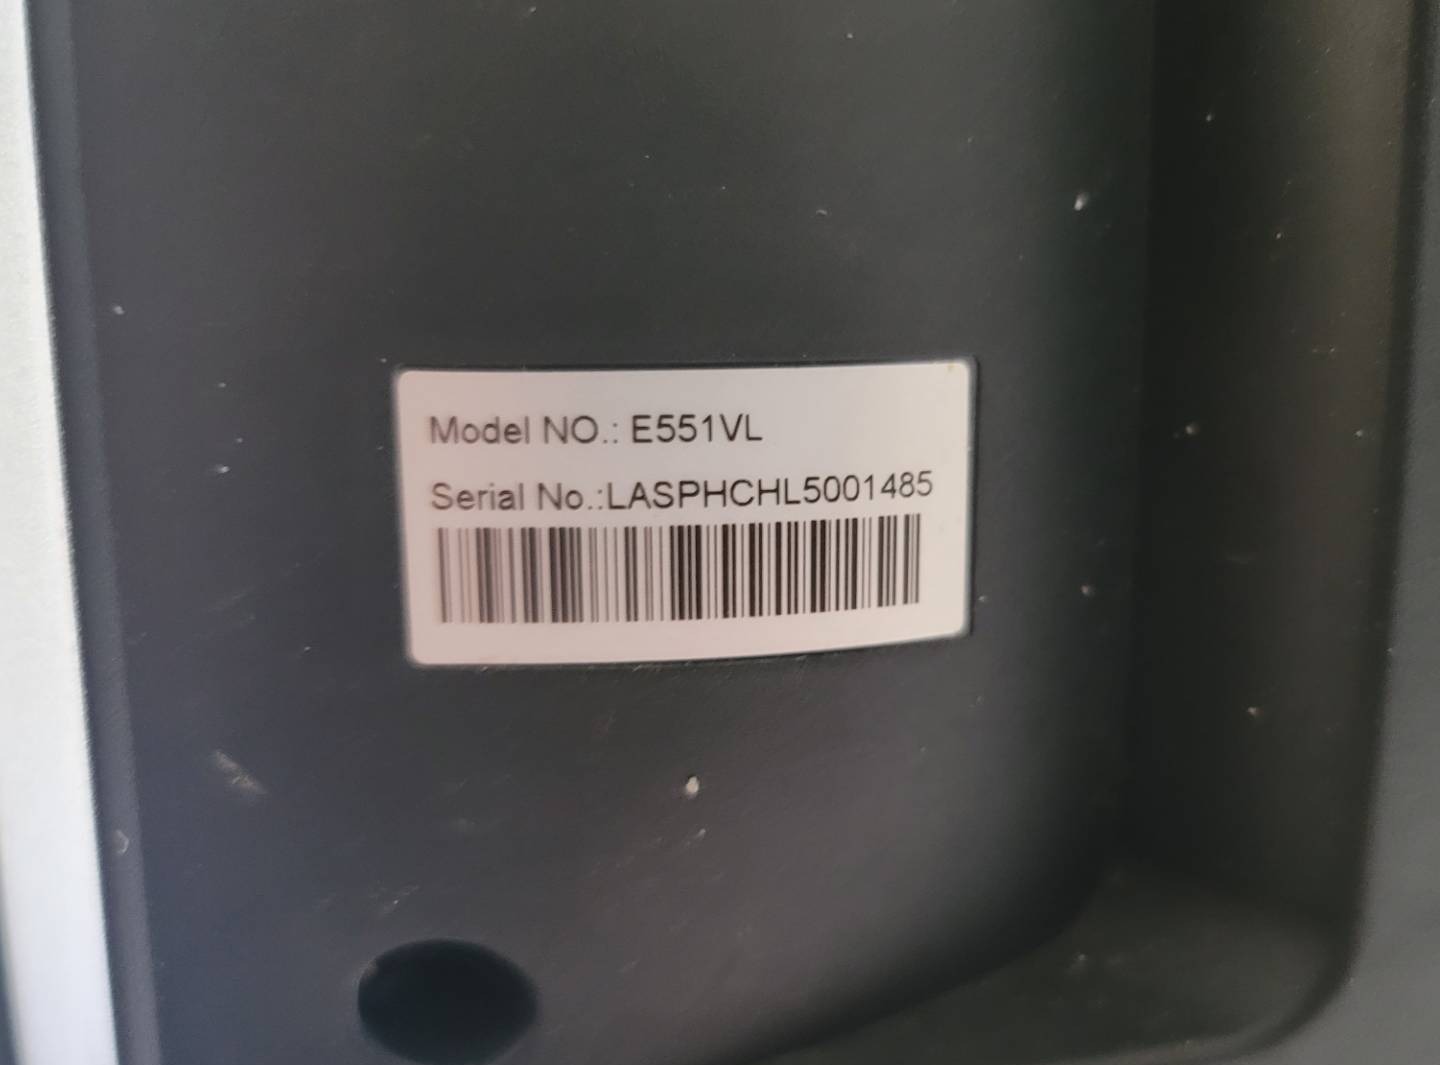 Model NO.: E551VL
Serial No.:LASPHCHL5001485